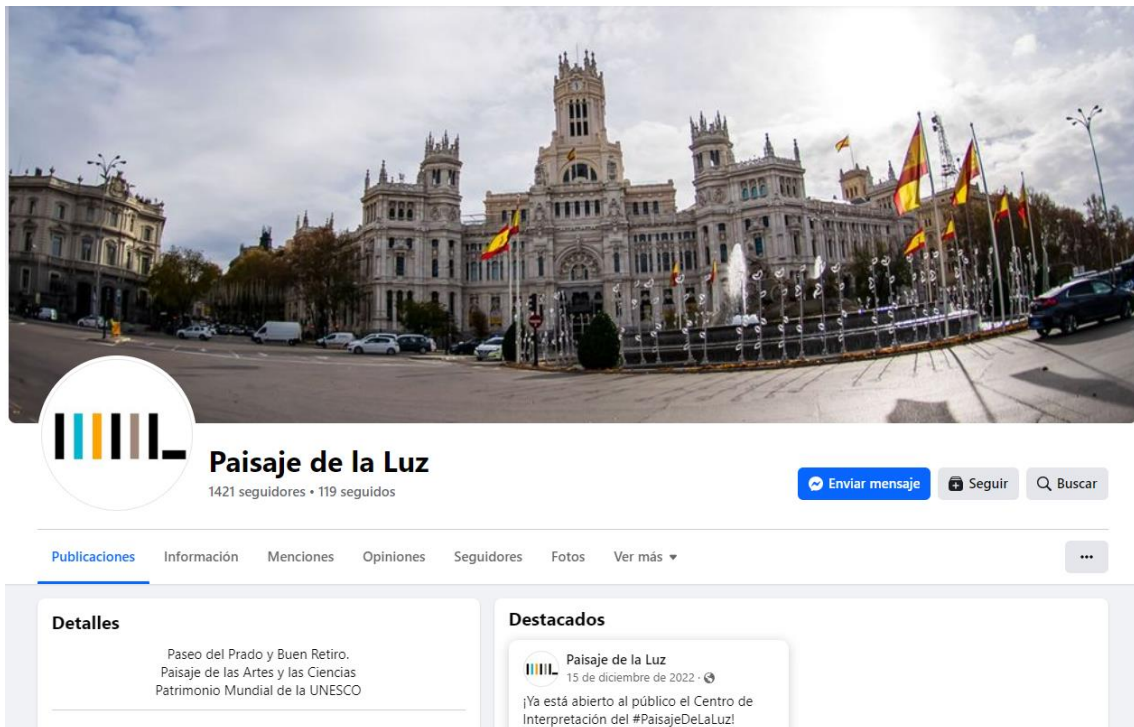 Paisaje de la Luz
1421 seguidores • 119 seguidos
Enviar mensaje
Seguir
Buscar
Publicaciones
Información
Menciones
Opiniones
Seguidores
Fotos
Ver más
Detalles
Paseo del Prado y Buen Retiro.
Paisaje de las Artes y las Ciencias
Patrimonio Mundial de la UNESCO
Destacados
Paisaje de la Luz
15 de diciembre de 2022 ·
¡Ya está abierto al público el Centro de
Interpretación del #PaisajeDeLaLuz!